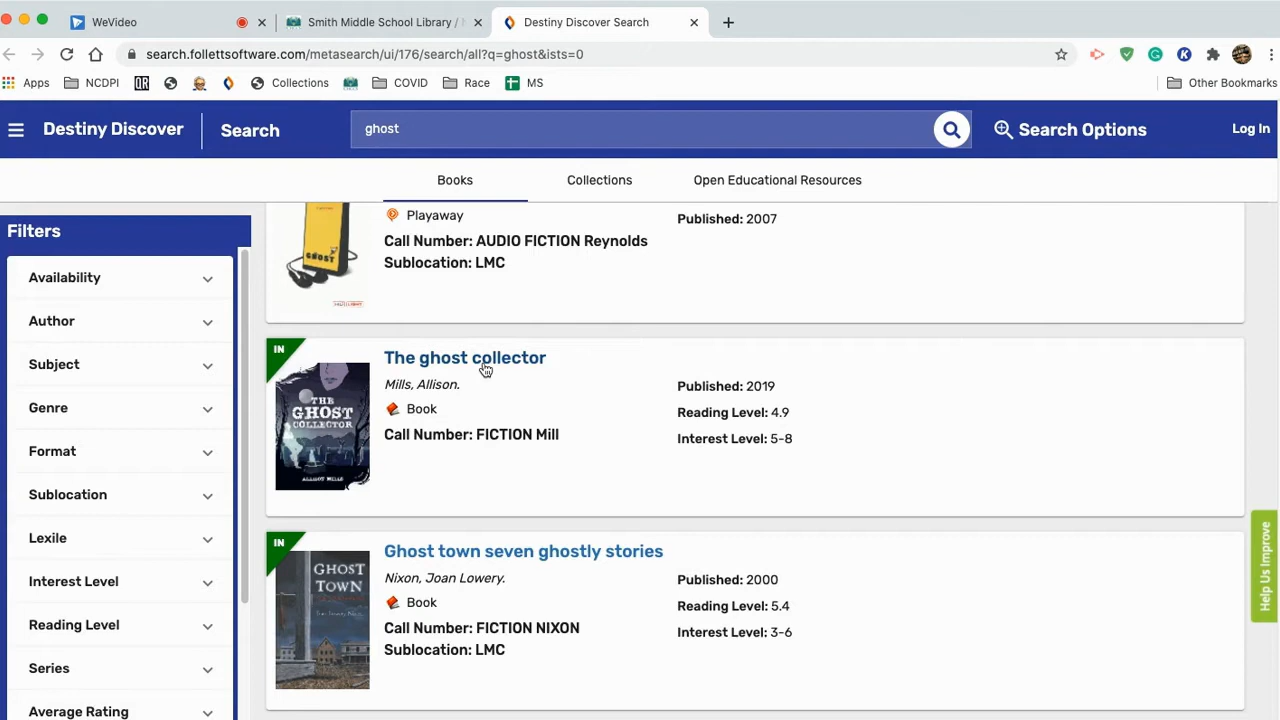 WeVideo
Smith Middle School Library /
Destiny Discover Search
search.follettsoftware.com/metasearch/ui/176/search/all?q=ghost&ists=0
Apps NCDPI Collections COVID Race MS Other Bookmarks
Destiny Discover Search ghost Search Options Log In
Books Collections Open Educational Resources
Filters
Availability
Author
Subject
Genre
Format
Sublocation
Lexile
Interest Level
Reading Level
Series
Average Rating
GHOST
Playaway
Published: 2007
Call Number: AUDIO FICTION Reynolds
Sublocation: LMC
IN
THE
GHOST
COLLECTOR
ALLISON MILLS
The ghost collector
Mills, Allison.
Published: 2019
Book
Reading Level: 4.9
Call Number: FICTION Mill
Interest Level: 5-8
IN
GHOST
TOWN
Ghost town seven ghostly stories
Nixon, Joan Lowery.
Published: 2000
Book
Reading Level: 5.4
Call Number: FICTION NIXON
Interest Level: 3-6
Sublocation: LMC
Help Us Improve